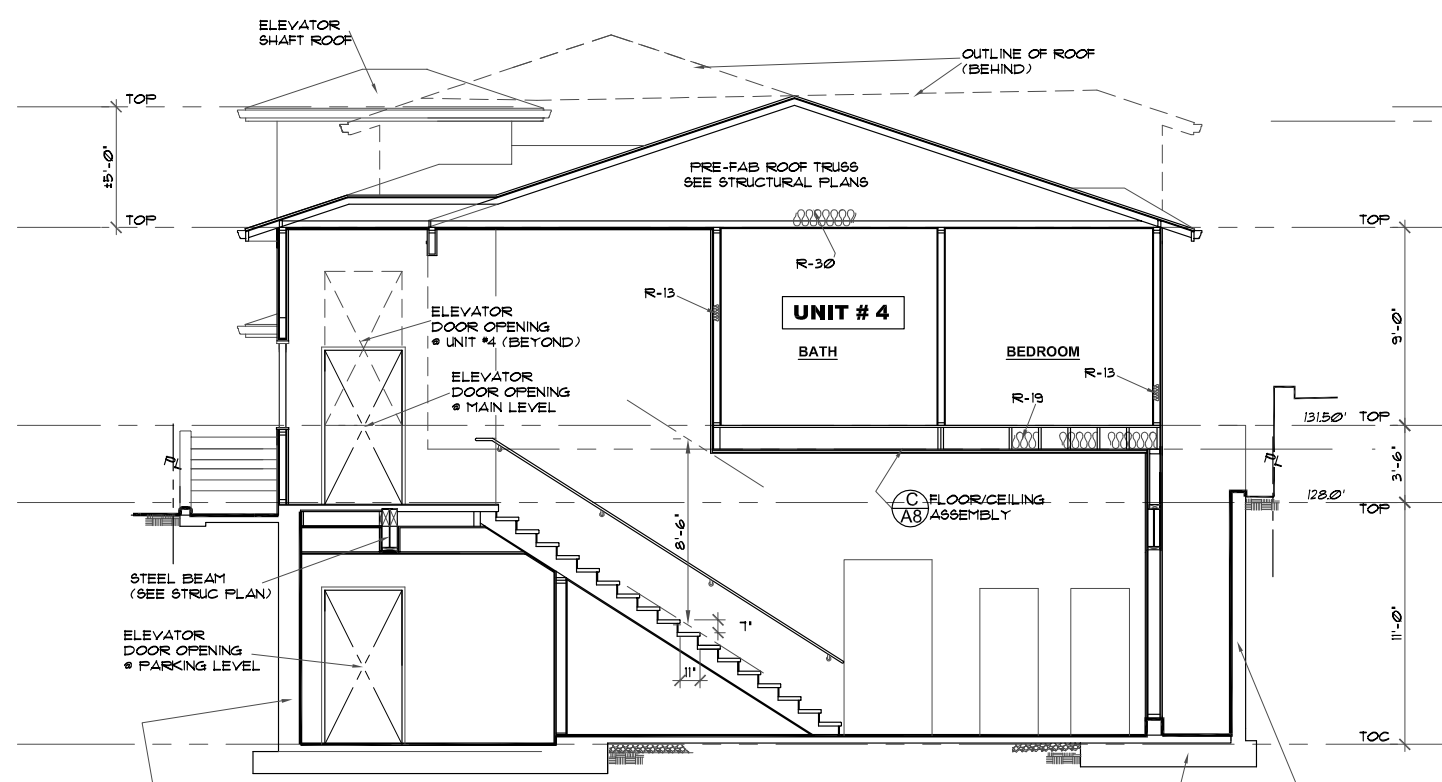 ELEVATOR
SHAFT ROOF
OUTLINE OF ROOF
(BEHIND)
TOP
±5'-0"
PRE-FAB ROOF TRUSS
SEE STRUCTURAL PLANS
TOP
TOP
R-30
R-13
UNIT # 4
ELEVATOR
DOOR OPENING
@ UNIT #4 (BEYOND)
BATH
BEDROOM
9'-0"
ELEVATOR
DOOR OPENING
@ MAIN LEVEL
R-13
R-19
131.50'
TOP
3'-6"
128.0'
TOP
C
A8
FLOOR/CEILING
ASSEMBLY
8'-6"
STEEL BEAM
(SEE STRUC PLAN)
7"
11"
11'-0"
ELEVATOR
DOOR OPENING
@ PARKING LEVEL
TOC